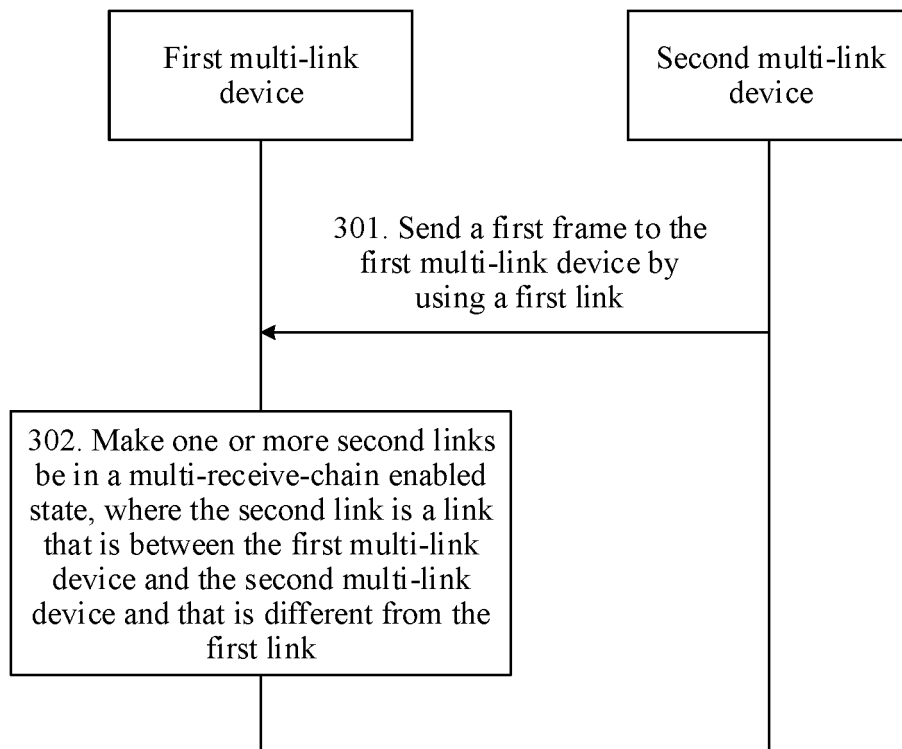 First multi-link
device
Second multi-link
device
301. Send a first frame to the
first multi-link device by
using a first link
302. Make one or more second links
be in a multi-receive-chain enabled
state, where the second link is a link
that is between the first multi-link
device and the second multi-link
device and that is different from the
first link